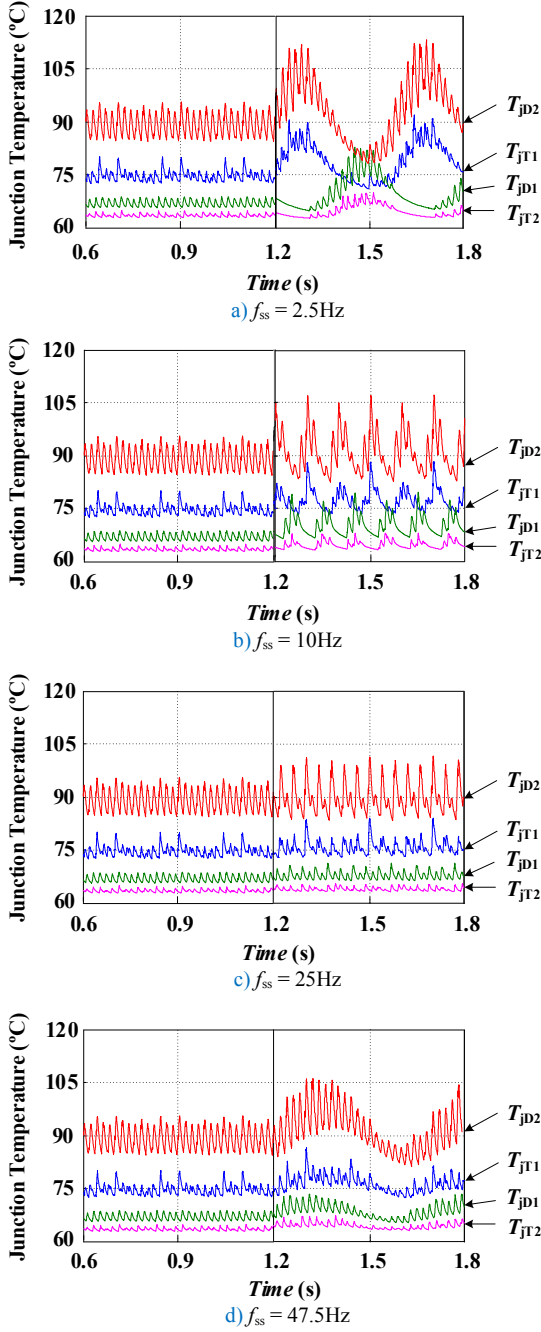 Junction Temperature (ºC)
120
105
90
75
60
0.6
0.9
1.2
1.5
1.8
TjD2
TjT1
TjD1
TjT2
Time (s)
a) fss = 2.5Hz
Junction Temperature (ºC)
120
105
90
75
60
0.6
0.9
1.2
1.5
1.8
TjD2
TjT1
TjD1
TjT2
Time (s)
b) fss = 10Hz
Junction Temperature (ºC)
120
105
90
75
60
0.6
0.9
1.2
1.5
1.8
TjD2
TjT1
TjD1
TjT2
Time (s)
c) fss = 25Hz
Junction Temperature (ºC)
120
105
90
75
60
0.6
0.9
1.2
1.5
1.8
TjD2
TjT1
TjD1
TjT2
Time (s)
d) fss = 47.5Hz